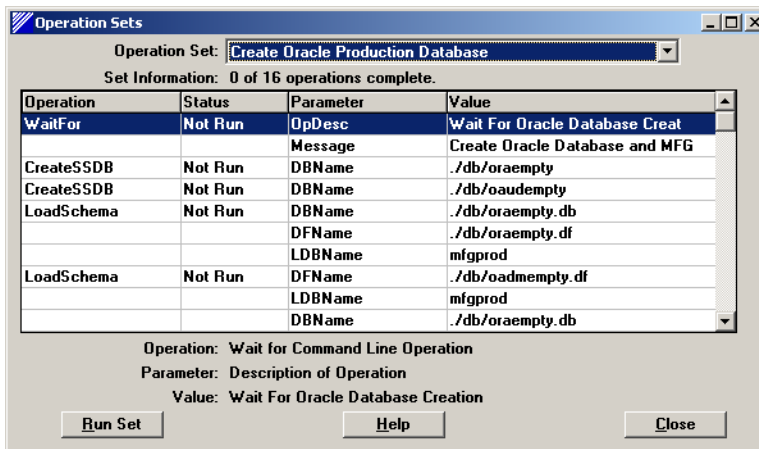 Operation Sets
Operation Set: Create Oracle Production Database
Set Information: 0 of 16 operations complete.
Operation Status Parameter Value
WaitFor Not Run OpDesc Wait For Oracle Database Creat
Message Create Oracle Database and MFG
CreateSSDB Not Run DBName ./db/oraempty
CreateSSDB Not Run DBName ./db/oaudempty
LoadSchema Not Run DBName ./db/oraempty.db
DFName ./db/oraempty.df
LDBName mfgprod
LoadSchema Not Run DFName ./db/oadmempty.df
LDBName mfgprod
DBName ./db/oraempty.db
Operation: Wait for Command Line Operation
Parameter: Description of Operation
Value: Wait For Oracle Database Creation
Run Set Help Close